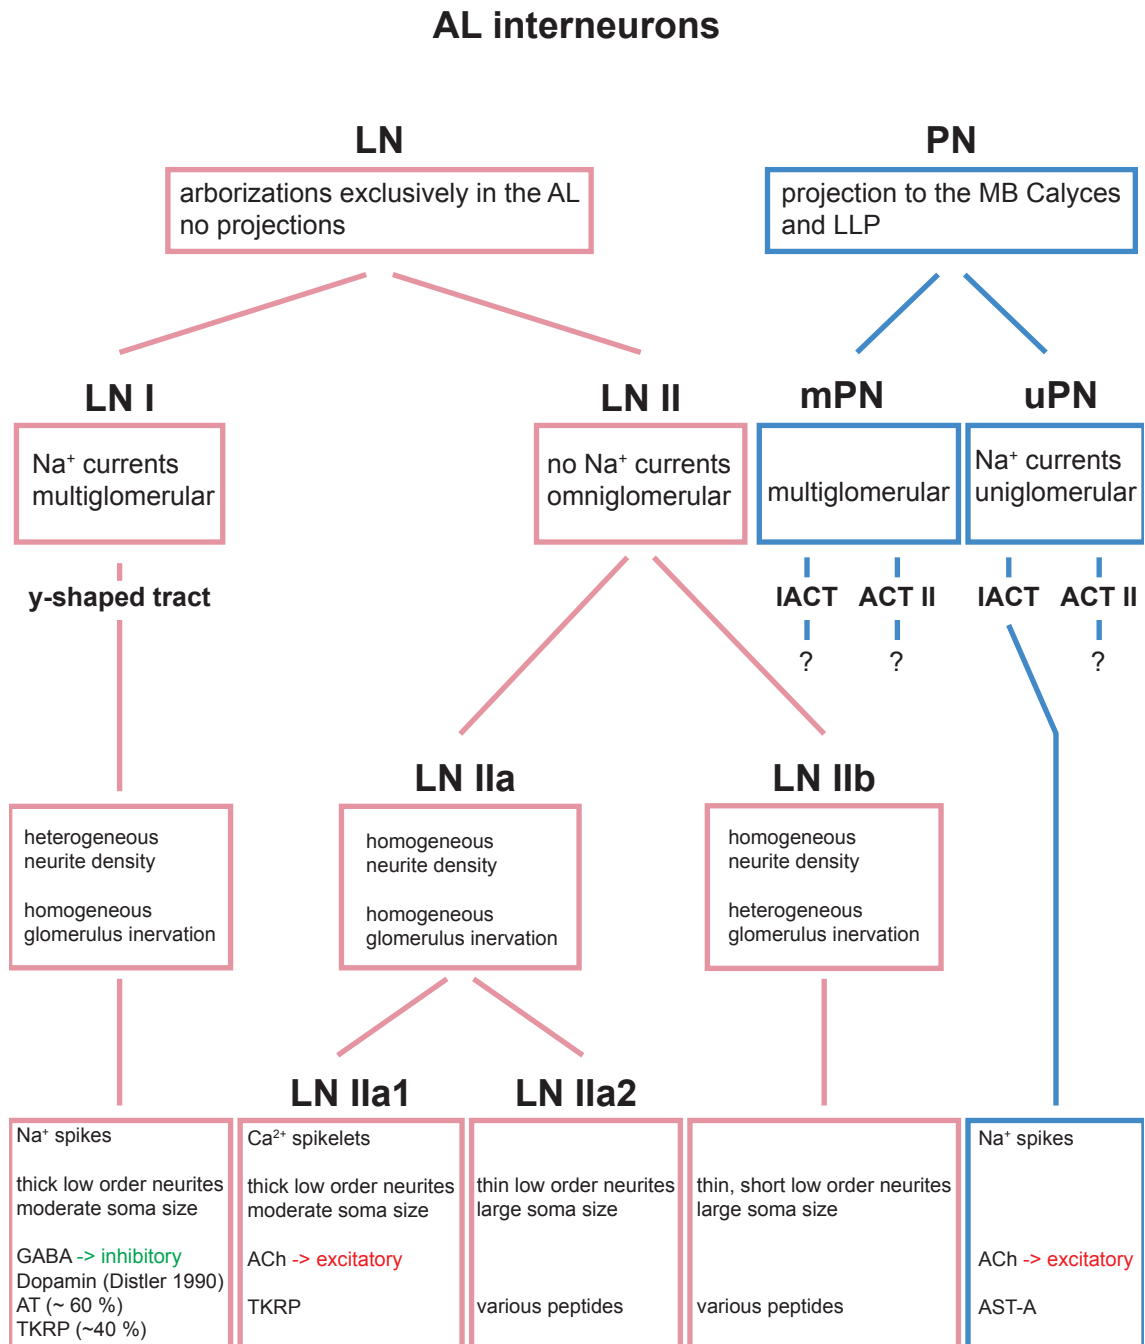 AL interneurons
LN
arborizations exclusively in the AL
no projections
PN
projection to the MB Calyces
and LLP
LN I
Na⁺ currents
multiglomerular
LN II
no Na⁺ currents
omniglomerular
mPN
multiglomerular
uPN
Na⁺ currents
uniglomerular
y-shaped tract
IACT
ACT II
IACT
ACT II
?
?
?
heterogeneous
neurite density
homogeneous
glomerulus inervation
LN IIa
homogeneous
neurite density
homogeneous
glomerulus inervation
LN IIb
homogeneous
neurite density
heterogeneous
glomerulus inervation
Na⁺ spikes
thick low order neurites
moderate soma size
GABA -> inhibitory
Dopamin (Distler 1990)
AT (~ 60 %)
TKRP (~40 %)
LN IIa1
Ca²⁺ spikelets
thick low order neurites
moderate soma size
ACh -> excitatory
TKRP
LN IIa2
thin low order neurites
large soma size
various peptides
thin, short low order neurites
large soma size
various peptides
Na⁺ spikes
ACh -> excitatory
AST-A